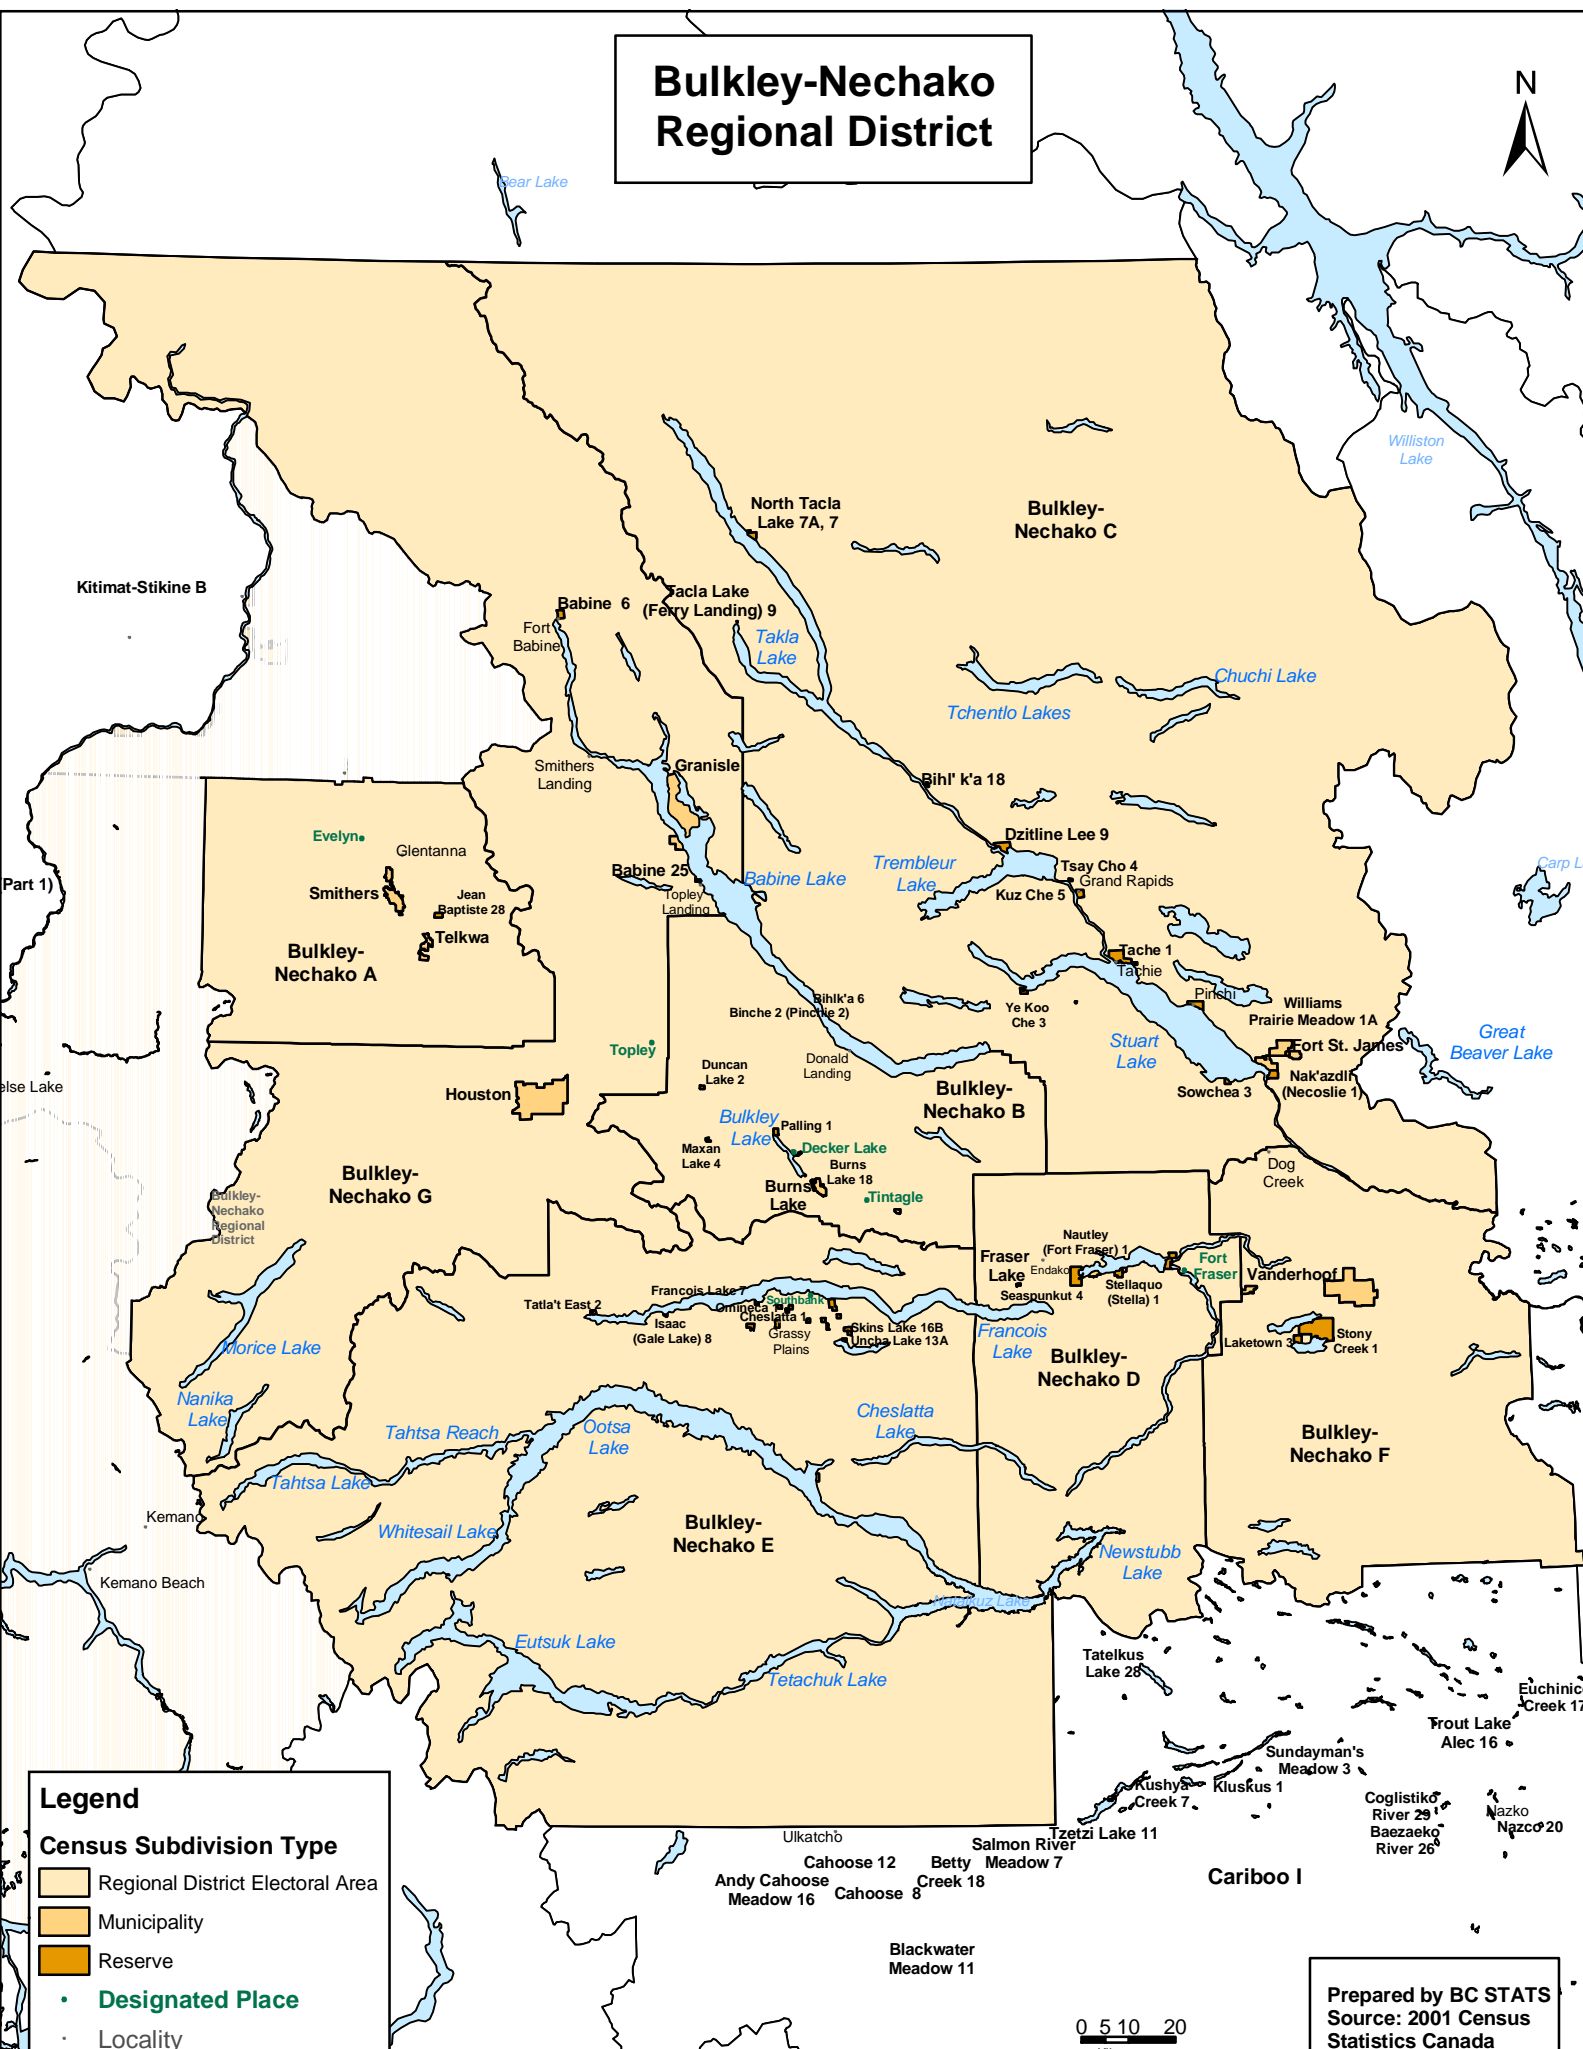 Bulkley-Nechako
Regional District
N
Bear Lake
Williston
Lake
North Tacla
Lake 7A, 7
Bulkley-
Nechako C
Kitimat-Stikine B
Babine 6
Tacla Lake
(Ferry Landing) 9
Fort
Babine
Takla
Lake
Chuchi Lake
Tchentlo Lakes
Smithers
Landing
Granisle
Bihl' k'a 18
Evelyn
Glentanna
Dzitline Lee 9
Trembleur
Lake
Tsay Cho 4
Grand Rapids
Kuz Che 5
Carp L
Part 1)
Smithers
Jean
Baptiste 28
Babine 25
Topley
Landing
Babine Lake
Telkwa
Bulkley-
Nechako A
Tache 1
Tachie
Pinchi
Bihlk'a 6
Binche 2 (Pinchie 2)
Ye Koo
Che 3
Williams
Prairie Meadow 1A
Stuart
Lake
Great
Beaver Lake
Fort St. James
Topley
Donald
Landing
Duncan
Lake 2
Nak'azdli
(Necoslie 1)
Sowchea 3
else Lake
Houston
Bulkley-
Nechako B
Bulkley
Lake
Palling 1
Maxan
Lake 4
Decker Lake
Burns
Lake 18
Dog
Creek
Bulkley-
Nechako G
Burns
Lake
Tintagle
Bulkley-
Nechako
Regional
District
Nautley
(Fort Fraser) 1
Fraser
Lake
Endako
Fort
Fraser
Vanderhoof
Seaspunkut 4
Stellaquo
(Stella) 1
Francois Lake 7
Southbank
Tatla't East 2
Omineca 1
Cheslatta 1
Isaac
(Gale Lake) 8
Grassy
Plains
Skins Lake 16B
Uncha Lake 13A
Francois
Lake
Laketown 3
Stony
Creek 1
Morice Lake
Bulkley-
Nechako D
Nanika
Lake
Cheslatta
Lake
Tahtsa Reach
Ootsa
Lake
Bulkley-
Nechako F
Tahtsa Lake
Kemano
Whitesail Lake
Bulkley-
Nechako E
Newstubb
Lake
Kemano Beach
Natalkuz Lake
Eutsuk Lake
Tetachuk Lake
Tatelkus
Lake 28
Euchinico
Creek 17
Trout Lake
Alec 16
Sundayman's
Meadow 3
Kushya
Creek 7
Kluskus 1
Coglistiko
River 29
Baezaeko
River 26
Nazko
Nazco 20
Tzetzi Lake 11
Ulkatcho
Salmon River
Meadow 7
Cahoose 12
Betty
Creek 18
Andy Cahoose
Meadow 16
Cahoose 8
Cariboo I
Blackwater
Meadow 11
Legend
Census Subdivision Type
Regional District Electoral Area
Municipality
Reserve
Designated Place
Locality
0 5 10 20
Prepared by BC STATS
Source: 2001 Census
Statistics Canada